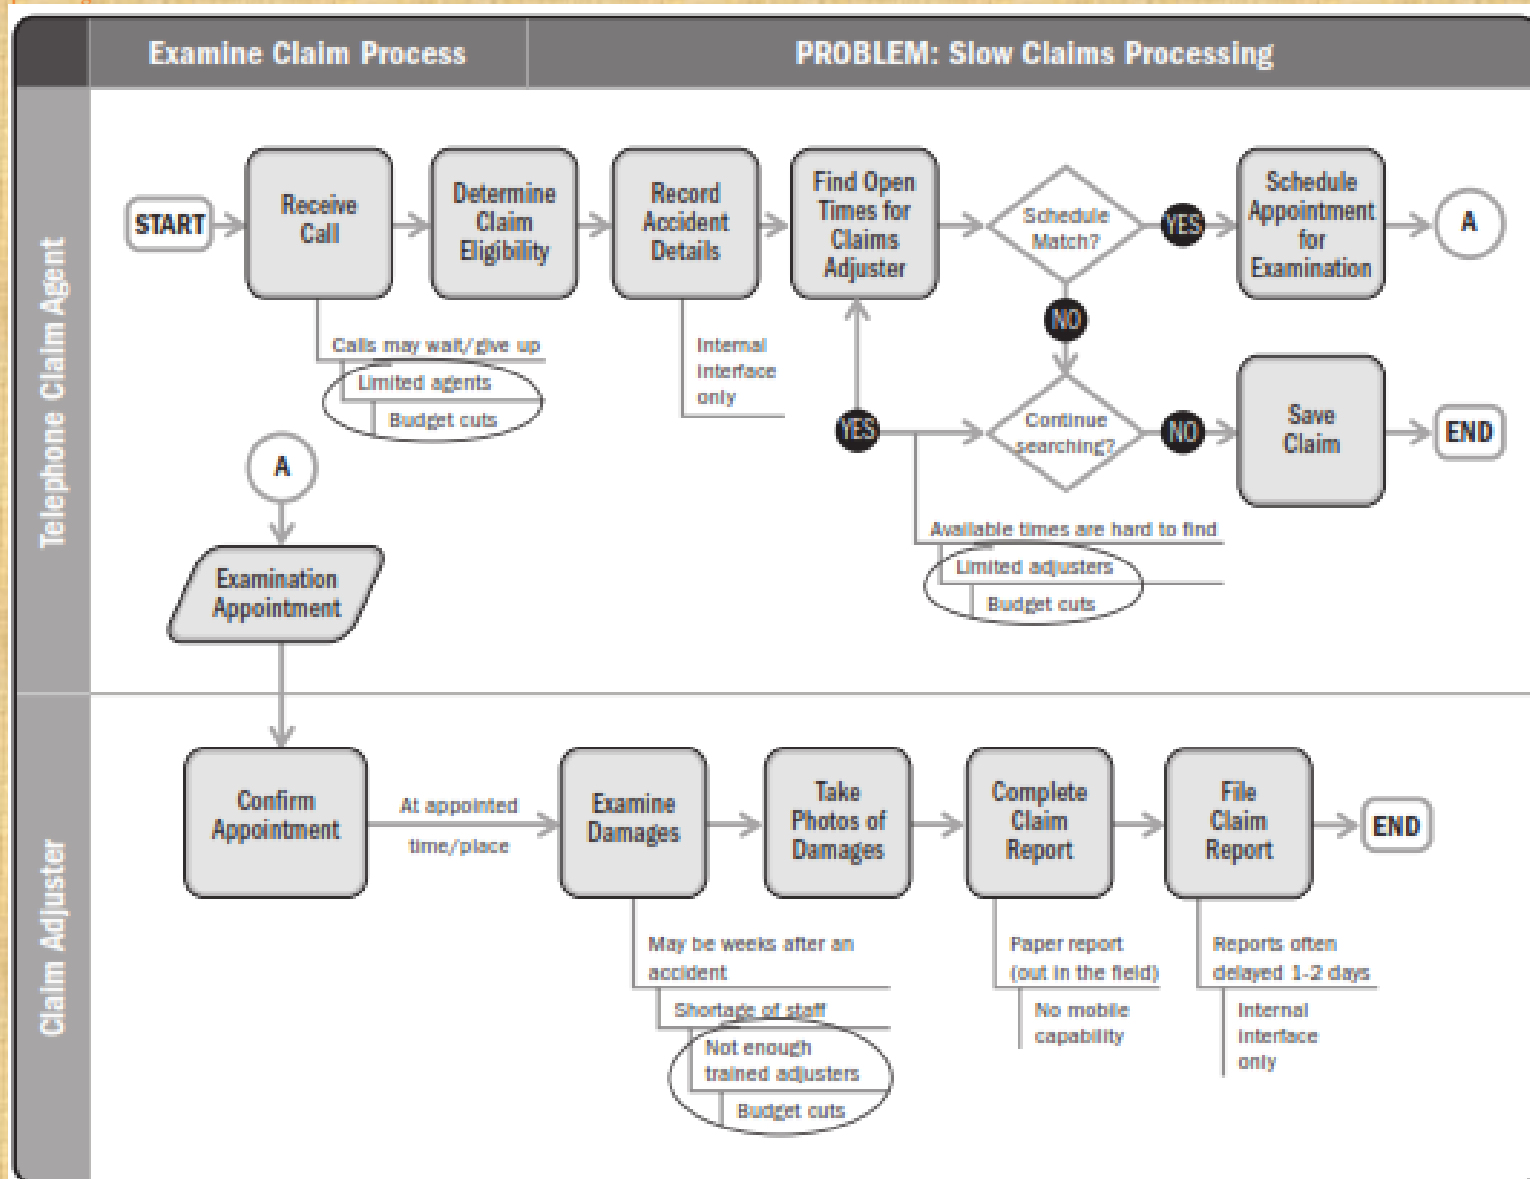 Examine Claim Process
PROBLEM: Slow Claims Processing
Telephone Claim Agent
START
Receive
Call
Determine
Claim
Eligibility
Record
Accident
Details
Find Open
Times for
Claims
Adjuster
Schedule
Match?
YES
Schedule
Appointment
for
Examination
A
NO
Calls may wait/give up
Limited agents
Budget cuts
Internal
interface
only
YES
Continue
searching?
NO
Save
Claim
END
Available times are hard to find
Limited adjusters
Budget cuts
A
Examination
Appointment
Claim Adjuster
Confirm
Appointment
At appointed
time/place
Examine
Damages
Take
Photos of
Damages
Complete
Claim
Report
File
Claim
Report
END
May be weeks after an
accident
Shortage of staff
Not enough
trained adjusters
Budget cuts
Paper report
(out in the field)
No mobile
capability
Reports often
delayed 1-2 days
Internal
interface
only